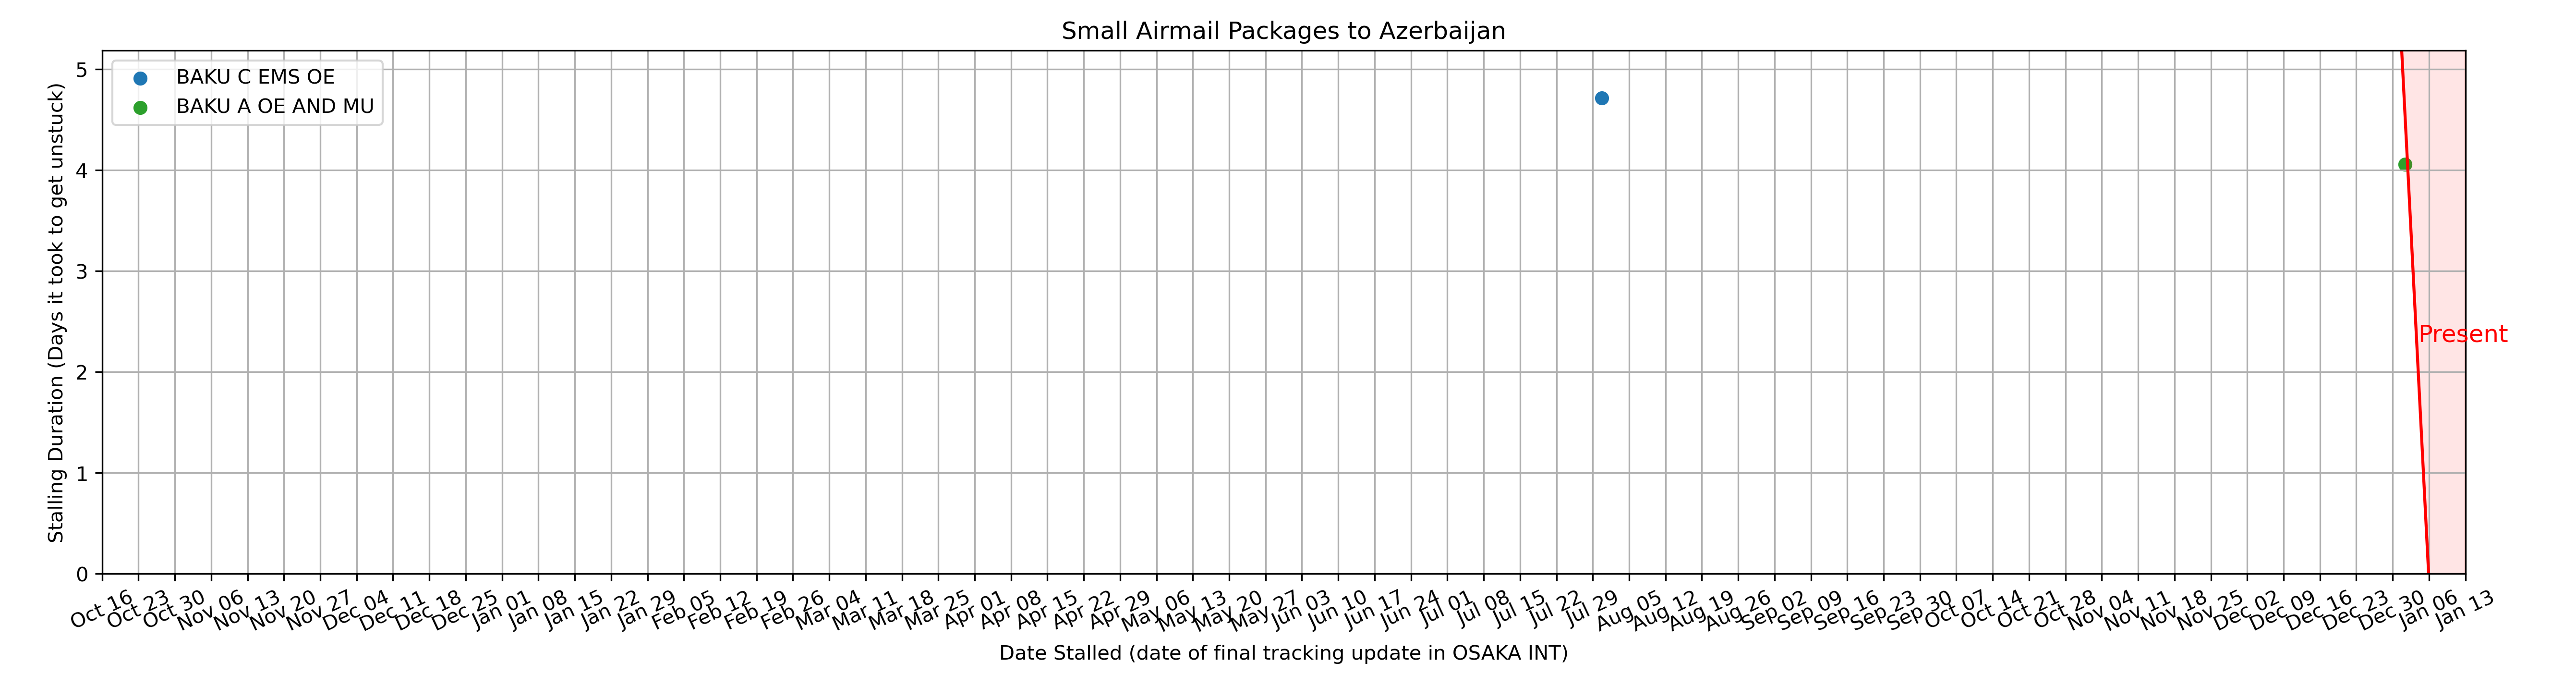 Small Airmail Packages to Azerbaijan
BAKU C EMS OE
BAKU A OE AND MU
Stalling Duration (Days it took to get unstuck)
5
4
3
2
1
0
Present
Oct 16 Oct 23 Oct 30 Nov 06 Nov 13 Nov 20 Nov 27 Dec 04 Dec 11 Dec 18 Dec 25 Jan 01 Jan 08 Jan 15 Jan 22 Jan 29 Feb 05 Feb 12 Feb 19 Feb 26 Mar 04 Mar 11 Mar 18 Mar 25 Apr 01 Apr 08 Apr 15 Apr 22 Apr 29 May 06 May 13 May 20 May 27 Jun 03 Jun 10 Jun 17 Jun 24 Jul 01 Jul 08 Jul 15 Jul 22 Jul 29 Aug 05 Aug 12 Aug 19 Aug 26 Sep 02 Sep 09 Sep 16 Sep 23 Sep 30 Oct 07 Oct 14 Oct 21 Oct 28 Nov 04 Nov 11 Nov 18 Nov 25 Dec 02 Dec 09 Dec 16 Dec 23 Dec 30 Jan 06 Jan 13
Date Stalled (date of final tracking update in OSAKA INT)